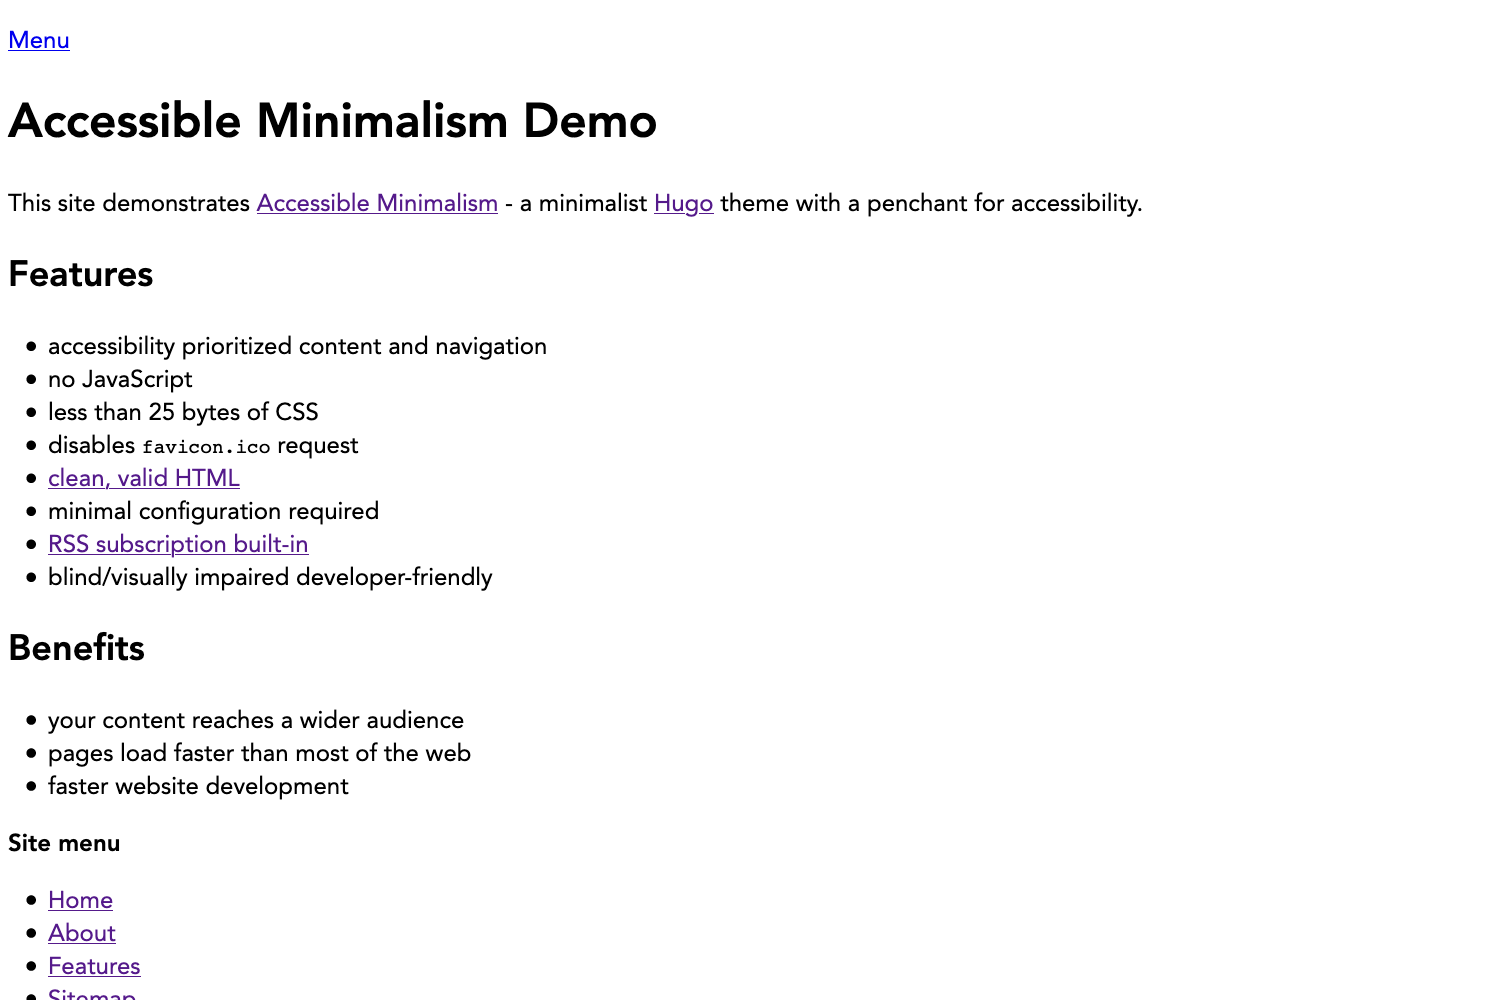 Menu
Accessible Minimalism Demo
This site demonstrates Accessible Minimalism - a minimalist Hugo theme with a penchant for accessibility.
Features
accessibility prioritized content and navigation
no JavaScript
less than 25 bytes of CSS
disables favicon.ico request
clean, valid HTML
minimal configuration required
RSS subscription built-in
blind/visually impaired developer-friendly
Benefits
your content reaches a wider audience
pages load faster than most of the web
faster website development
Site menu
Home
About
Features
Sitemap